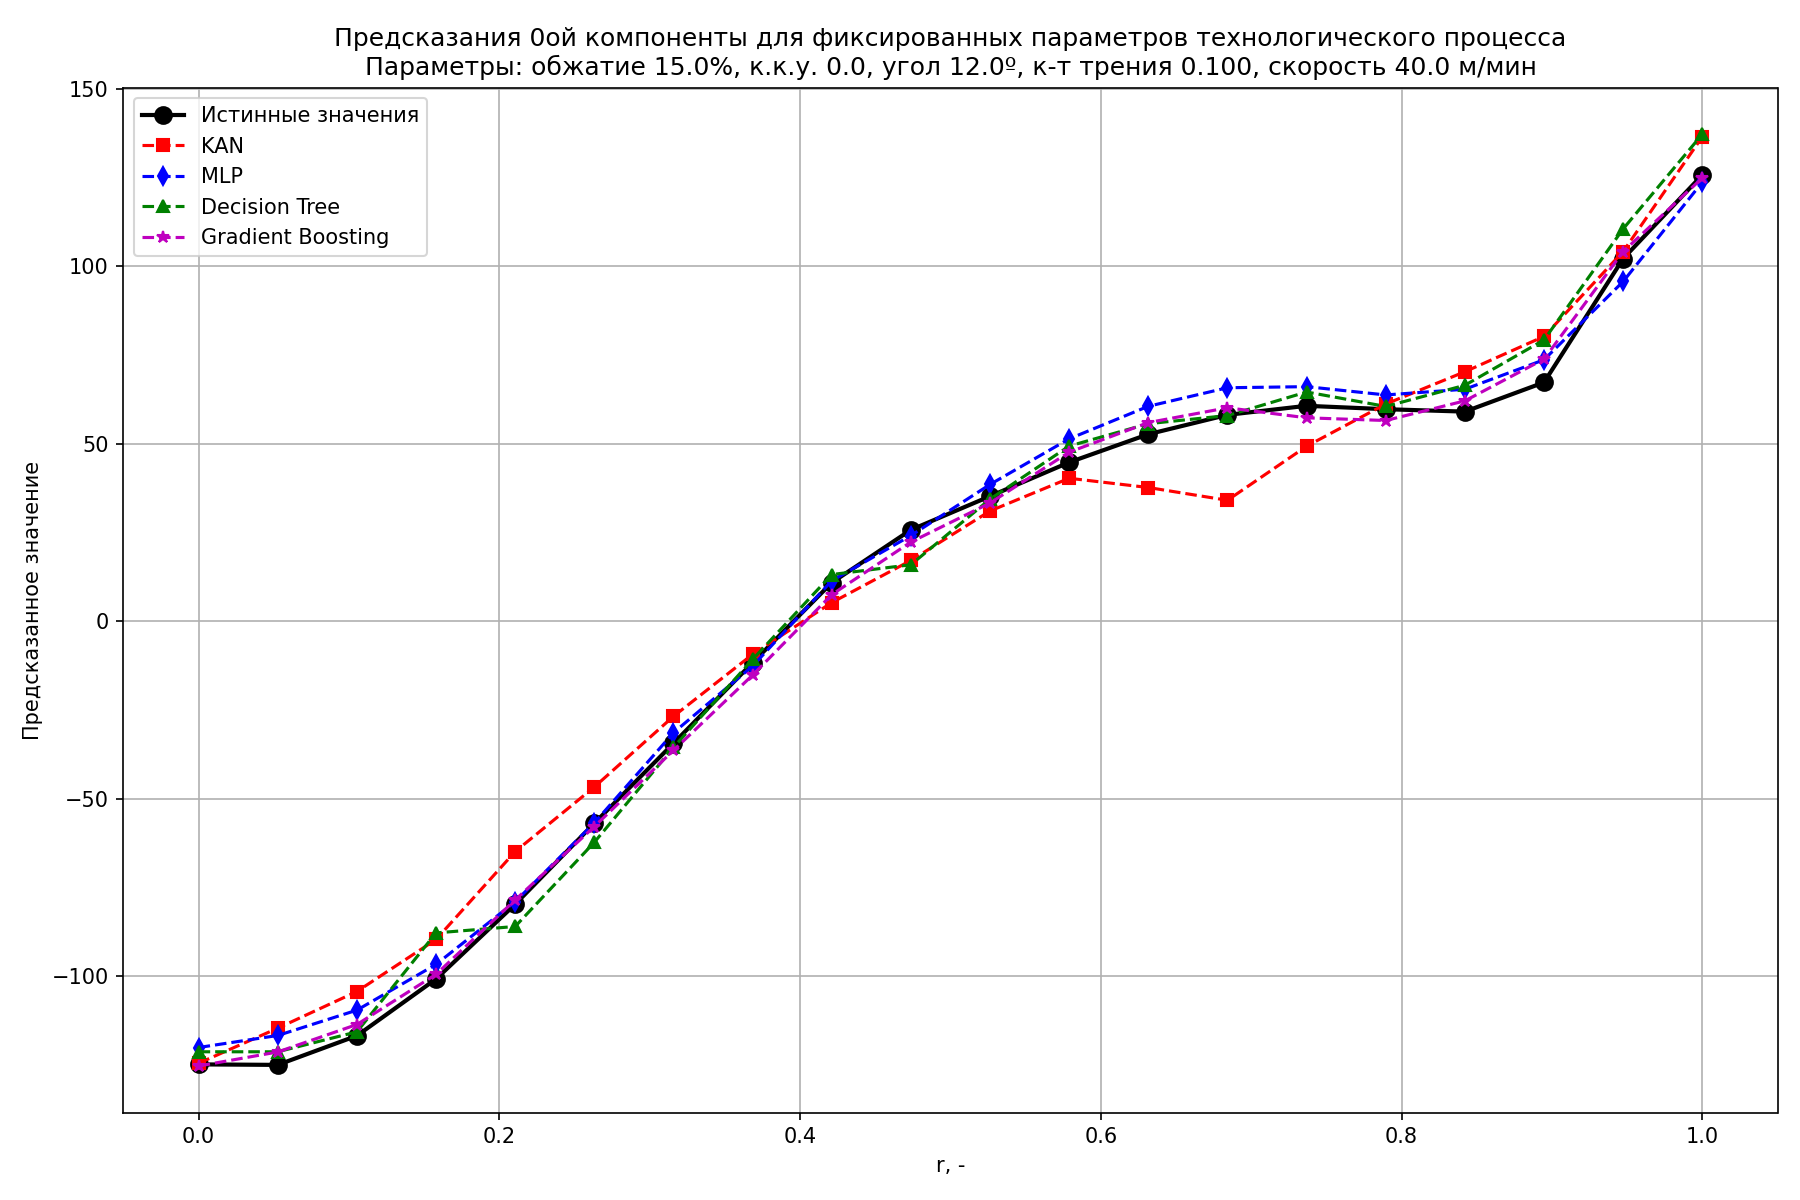 Предсказания 0ой компоненты для фиксированных параметров технологического процесса
Параметры: обжатие 15.0%, к.к.у. 0.0, угол 12.0º, к-т трения 0.100, скорость 40.0 м/мин
Истинные значения
KAN
MLP
Decision Tree
Gradient Boosting
Предсказанное значение
150
100
50
0
−50
−100
0.0
0.2
0.4
0.6
0.8
1.0
r, -